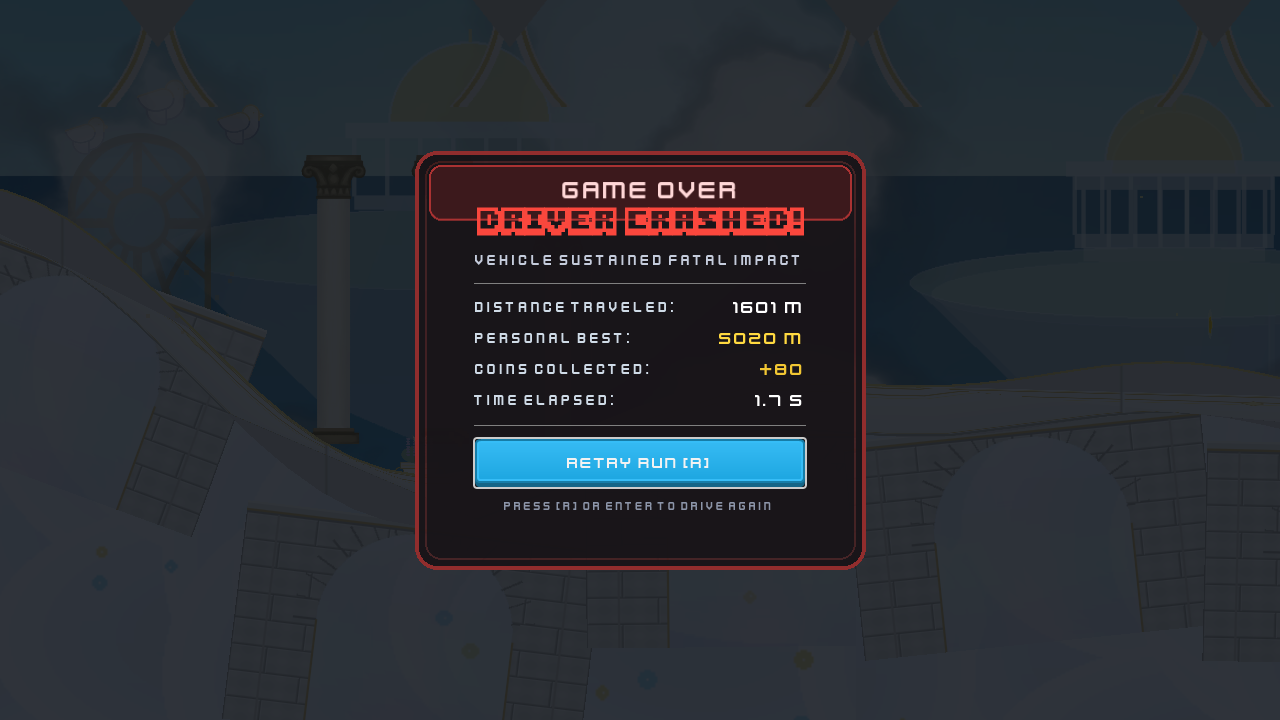 GAME OVER
DRIVER CRASHED!
VEHICLE SUSTAINED FATAL IMPACT
DISTANCE TRAVELED: 1601 M
PERSONAL BEST: 5020 M
COINS COLLECTED: +80
TIME ELAPSED: 1.7 S
RETRY RUN [R]
PRESS [R] OR ENTER TO DRIVE AGAIN